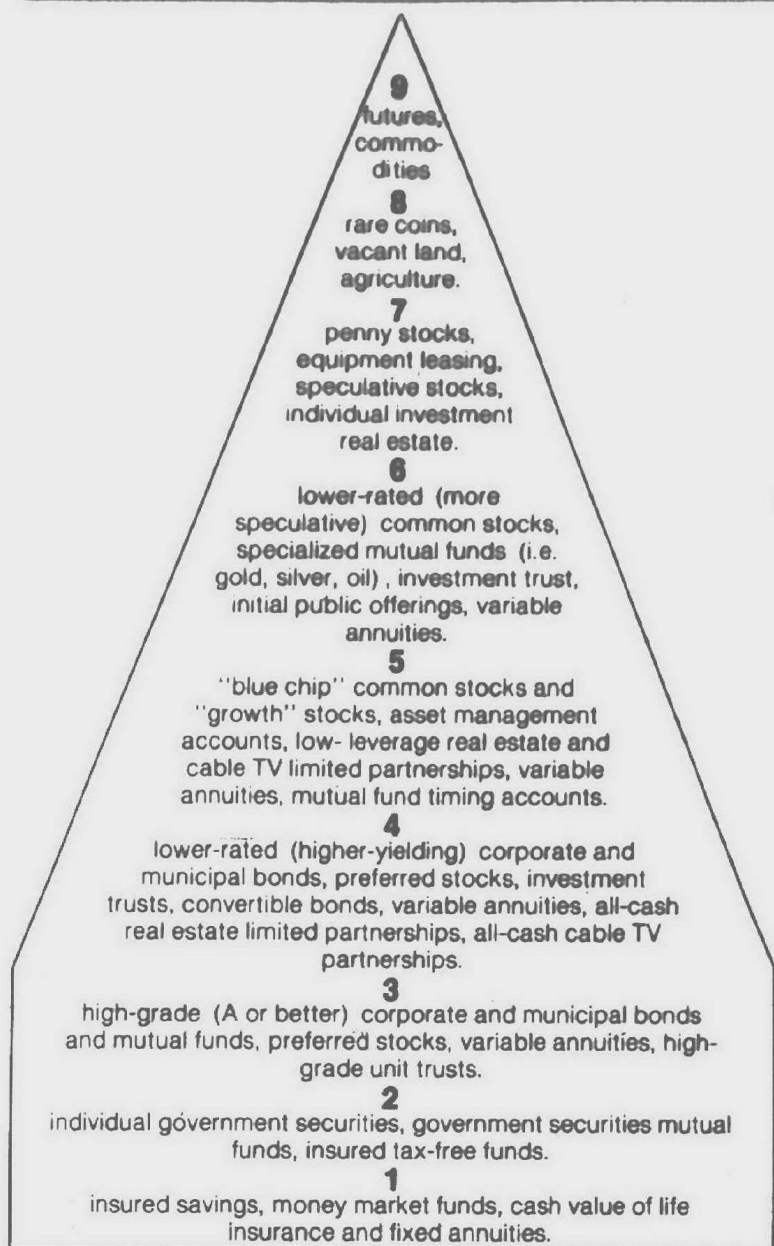 9
futures,
commo-
dities
8
rare coins,
vacant land,
agriculture.
7
penny stocks,
equipment leasing,
speculative stocks,
individual investment
real estate.
6
lower-rated (more
speculative) common stocks,
specialized mutual funds (i.e.
gold, silver, oil) , investment trust,
initial public offerings, variable
annuities.
5
"blue chip" common stocks and
"growth" stocks, asset management
accounts, low- leverage real estate and
cable TV limited partnerships, variable
annuities, mutual fund timing accounts.
4
lower-rated (higher-yielding) corporate and
municipal bonds, preferred stocks, investment
trusts, convertible bonds, variable annuities, all-cash
real estate limited partnerships, all-cash cable TV
partnerships.
3
high-grade (A or better) corporate and municipal bonds
and mutual funds, preferred stocks, variable annuities, high-
grade unit trusts.
2
individual government securities, government securities mutual
funds, insured tax-free funds.
1
insured savings, money market funds, cash value of life
insurance and fixed annuities.